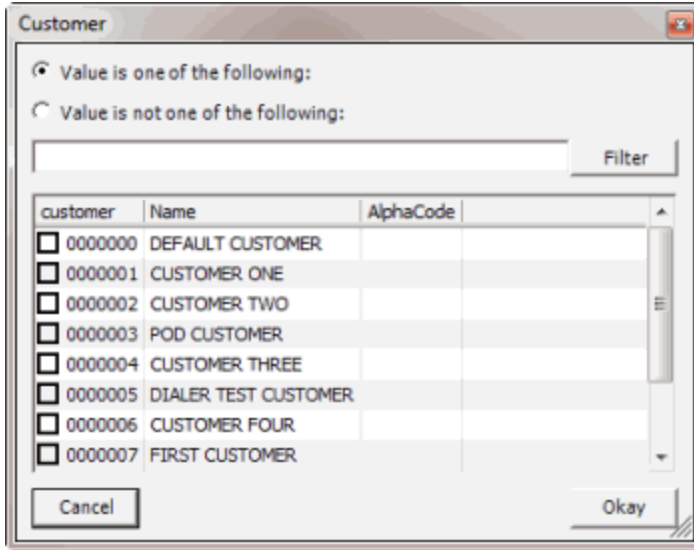 Customer
Value is one of the following:
Value is not one of the following:
Filter
customer Name AlphaCode
0000000 DEFAULT CUSTOMER
0000001 CUSTOMER ONE
0000002 CUSTOMER TWO
0000003 POD CUSTOMER
0000004 CUSTOMER THREE
0000005 DIALER TEST CUSTOMER
0000006 CUSTOMER FOUR
0000007 FIRST CUSTOMER
Cancel Okay